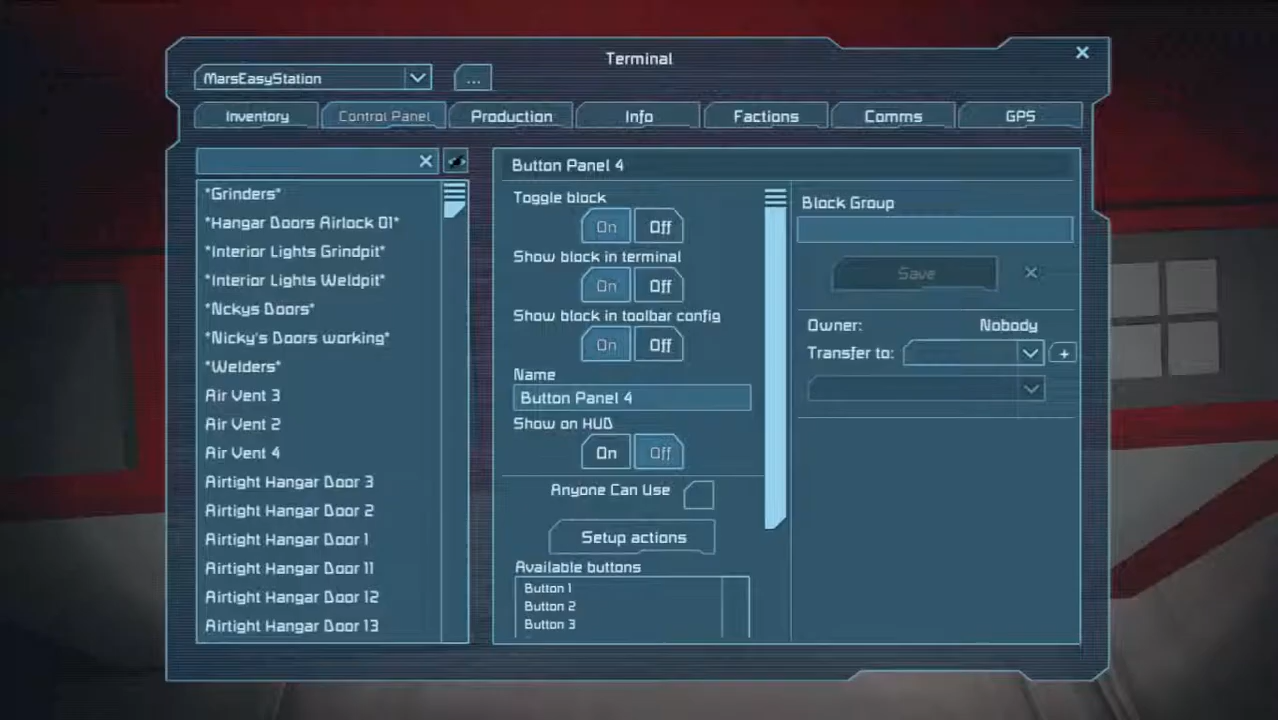 Terminal
MarsEasyStation
...
Inventory
Control Panel
Production
Info
Factions
Comms
GPS
*Grinders*
*Hangar Doors Airlock 01*
*Interior Lights Grindpit*
*Interior Lights Weldpit*
*Nckys Doors*
*Nicky's Doors working*
*Welders*
Air Vent 3
Air Vent 2
Air Vent 4
Airtight Hangar Door 3
Airtight Hangar Door 2
Airtight Hangar Door 1
Airtight Hangar Door 11
Airtight Hangar Door 12
Airtight Hangar Door 13
Button Panel 4
Toggle block
On Off
Show block in terminal
On Off
Show block in toolbar config
On Off
Name
Button Panel 4
Show on HUD
On Off
Anyone Can Use
Setup actions
Available buttons
Button 1
Button 2
Button 3
Block Group
Save
Owner: Nobody
Transfer to: